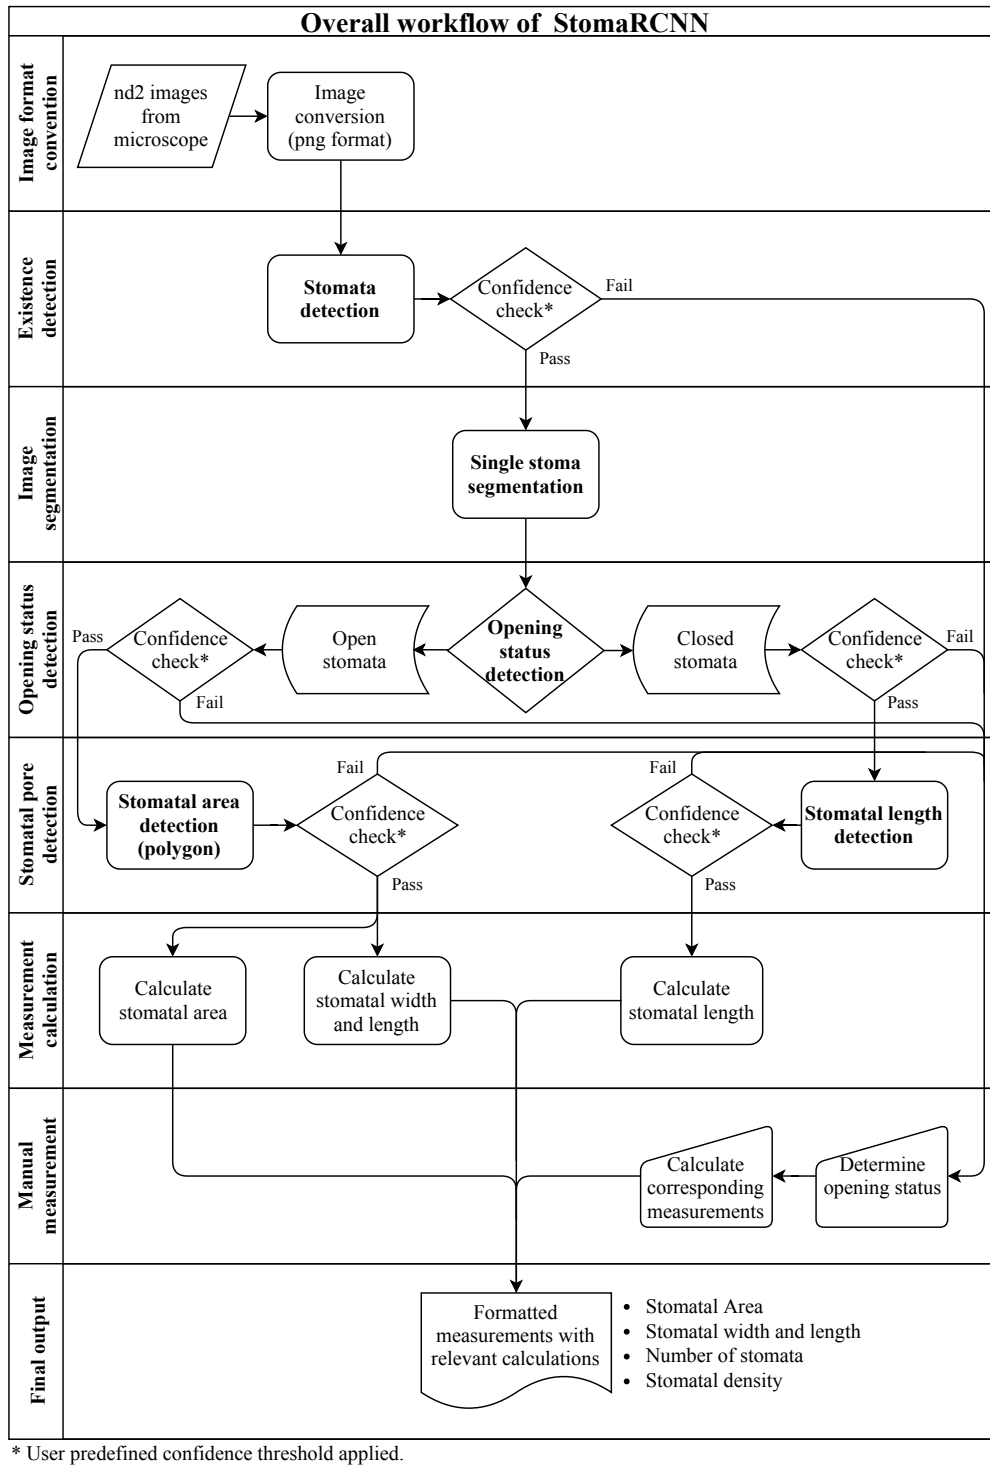 Overall workflow of StomaRCNN
Image format
convention
nd2 images
from
microscope
Image
conversion
(png format)
Existence
detection
Stomata
detection
Confidence
check*
Fail
Pass
Image
segmentation
Single stoma
segmentation
Opening status
detection
Pass
Confidence
check*
Fail
Open
stomata
Opening
status
detection
Closed
stomata
Confidence
check*
Fail
Pass
Stomatal pore
detection
Stomatal area
detection
(polygon)
Fail
Confidence
check*
Pass
Fail
Confidence
check*
Pass
Stomatal length
detection
Measurement
calculation
Calculate
stomatal area
Calculate
stomatal width
and length
Calculate
stomatal length
Manual
measurement
Calculate
corresponding
measurements
Determine
opening status
Final output
Formatted
measurements with
relevant calculations
• Stomatal Area
• Stomatal width and length
• Number of stomata
• Stomatal density
* User predefined confidence threshold applied.